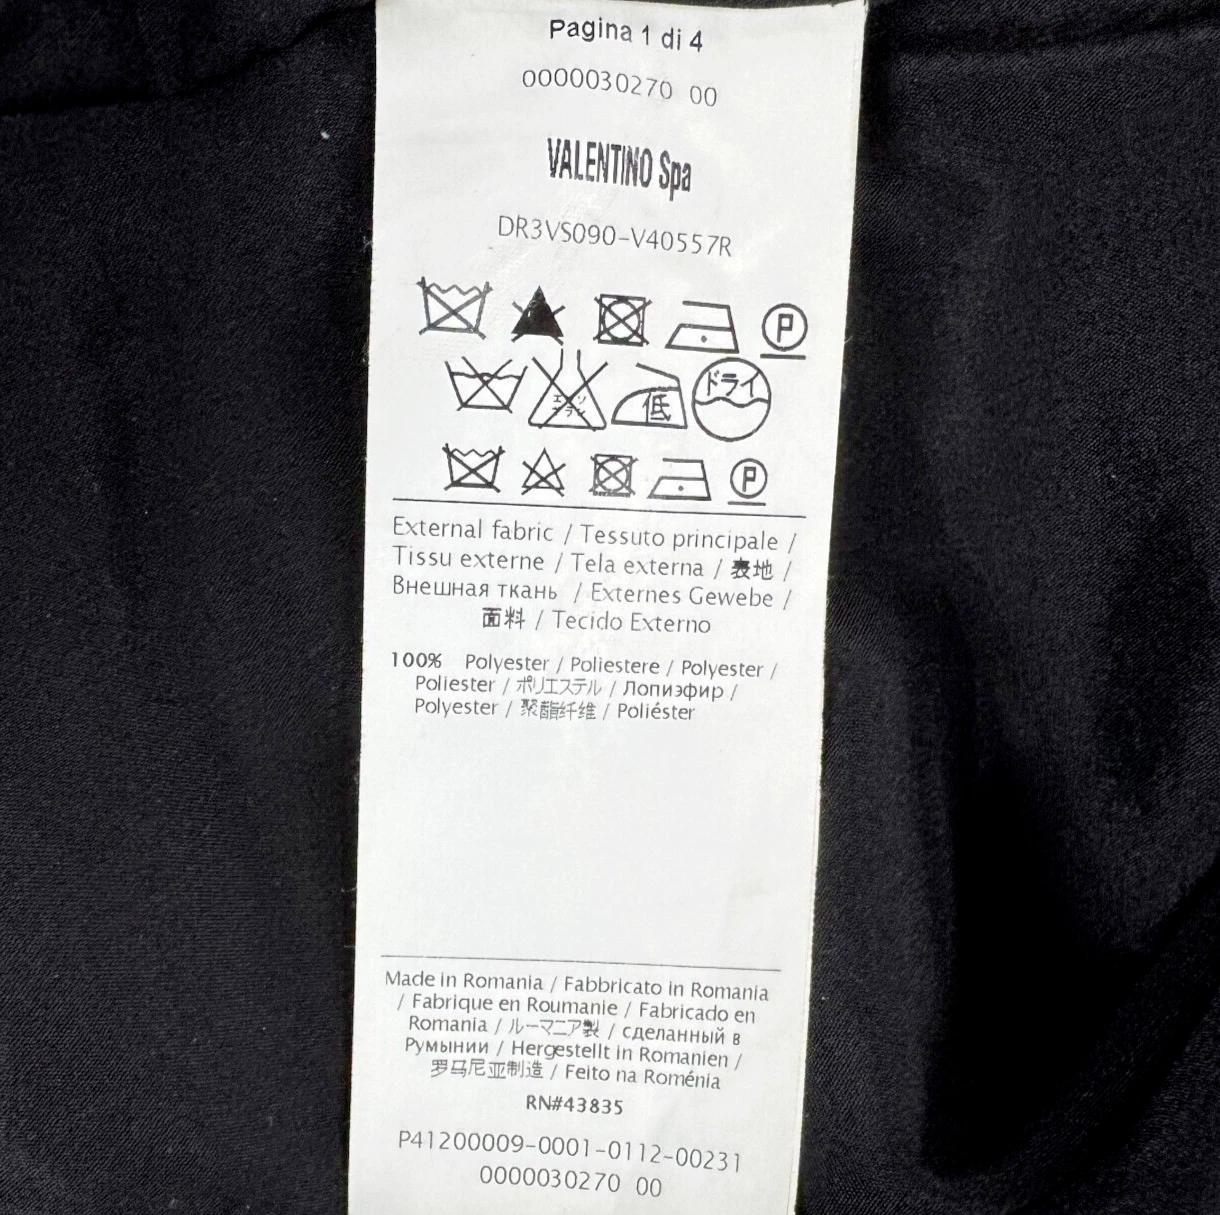 Pagina 1 di 4
0000030270 00
VALENTINO Spa
DR3VS090-V40557R
P
エンソ
低
ドライ
P
External fabric / Tessuto principale /
Tissu externe / Tela externa / 表地 /
Внешная ткань / Externes Gewebe /
面料 / Tecido Externo
100% Polyester / Poliestere / Polyester /
Poliester / ポリエステル / Лопиэфир /
Polyester / 聚酯纤维 / Poliéster
Made in Romania / Fabbricato in Romania
/ Fabrique en Roumanie / Fabricado en
Romania / ルーマニア製 / сделанный в
Румынии / Hergestellt in Romanien /
罗马尼亚制造 / Feito na Roménia
RN#43835
P41200009-0001-0112-00231
0000030270 00